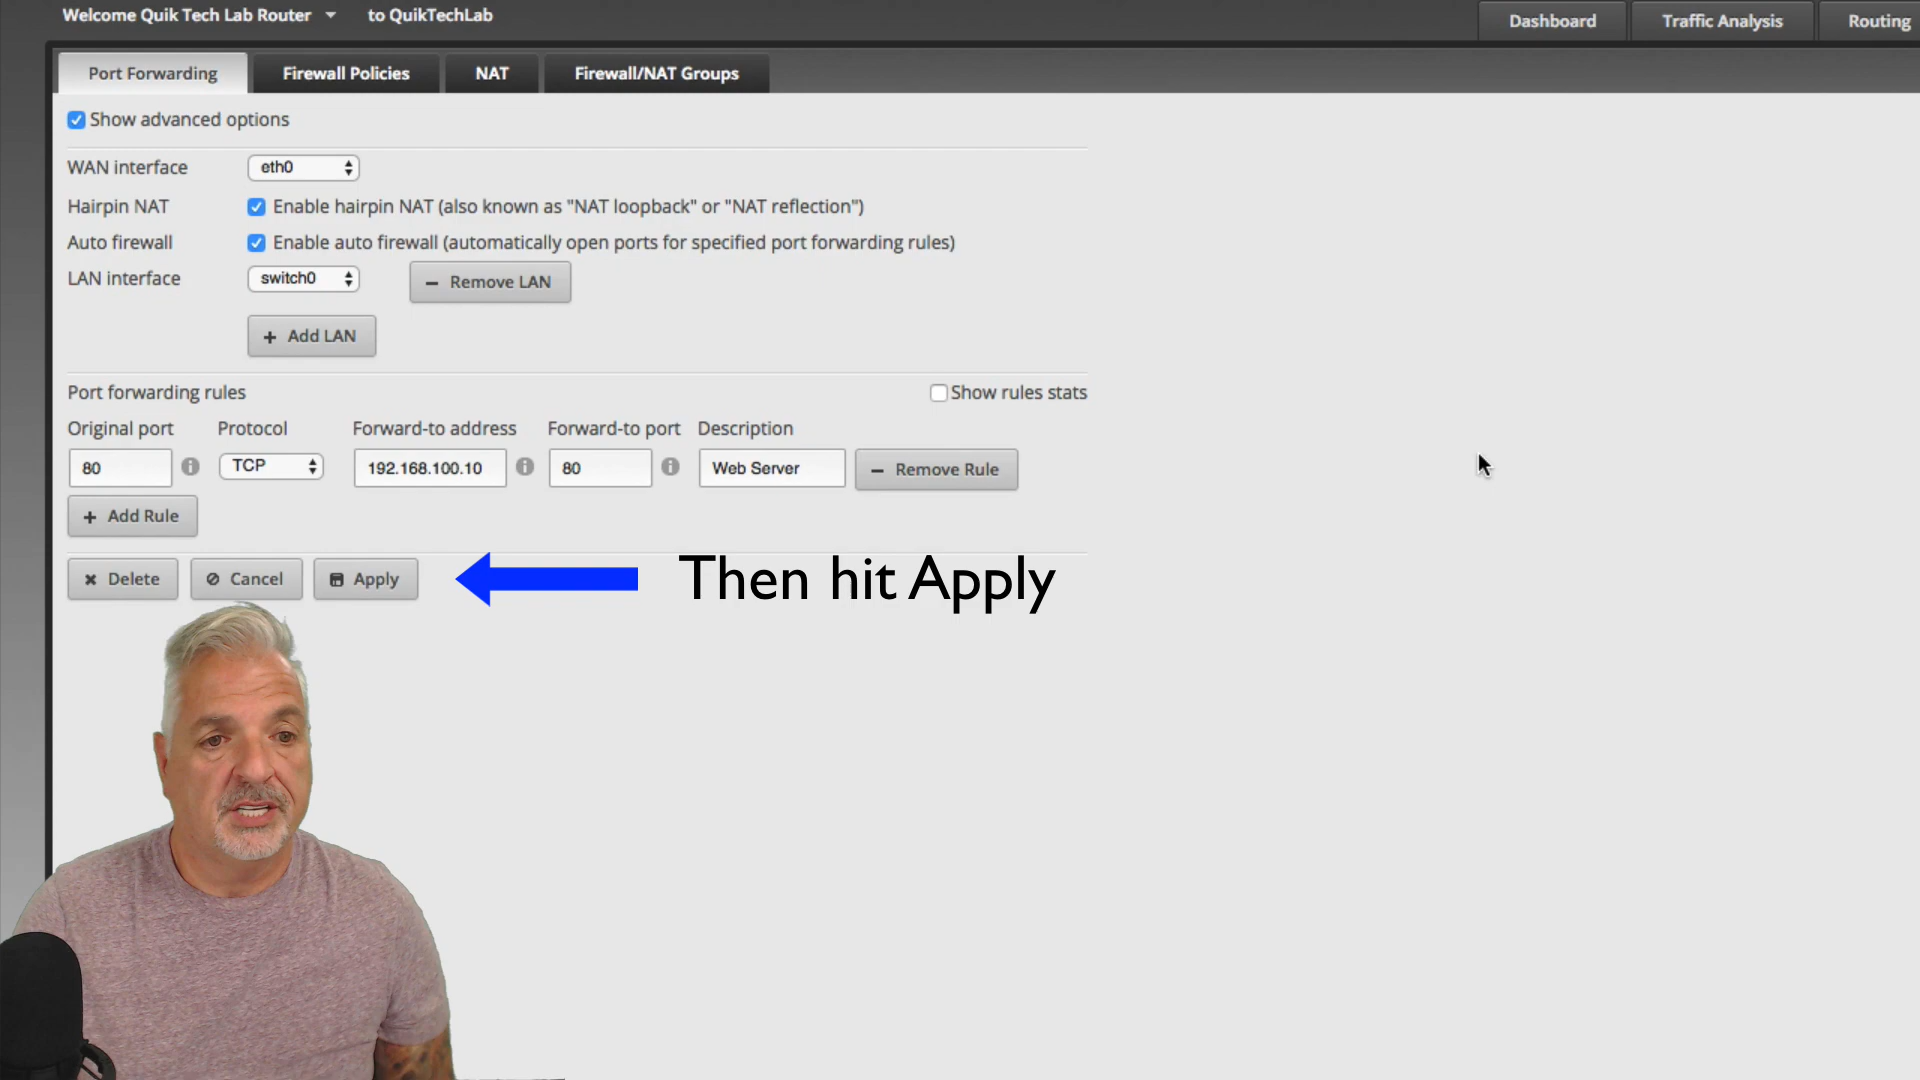 Welcome Quik Tech Lab Router to QuikTechLab
Dashboard Traffic Analysis Routing
Port Forwarding Firewall Policies NAT Firewall/NAT Groups
Show advanced options
WAN interface eth0
Hairpin NAT Enable hairpin NAT (also known as "NAT loopback" or "NAT reflection")
Auto firewall Enable auto firewall (automatically open ports for specified port forwarding rules)
LAN interface switch0 − Remove LAN
+ Add LAN
Port forwarding rules Show rules stats
Original port Protocol Forward-to address Forward-to port Description
80 TCP 192.168.100.10 80 Web Server − Remove Rule
+ Add Rule
Delete Cancel Apply Then hit Apply